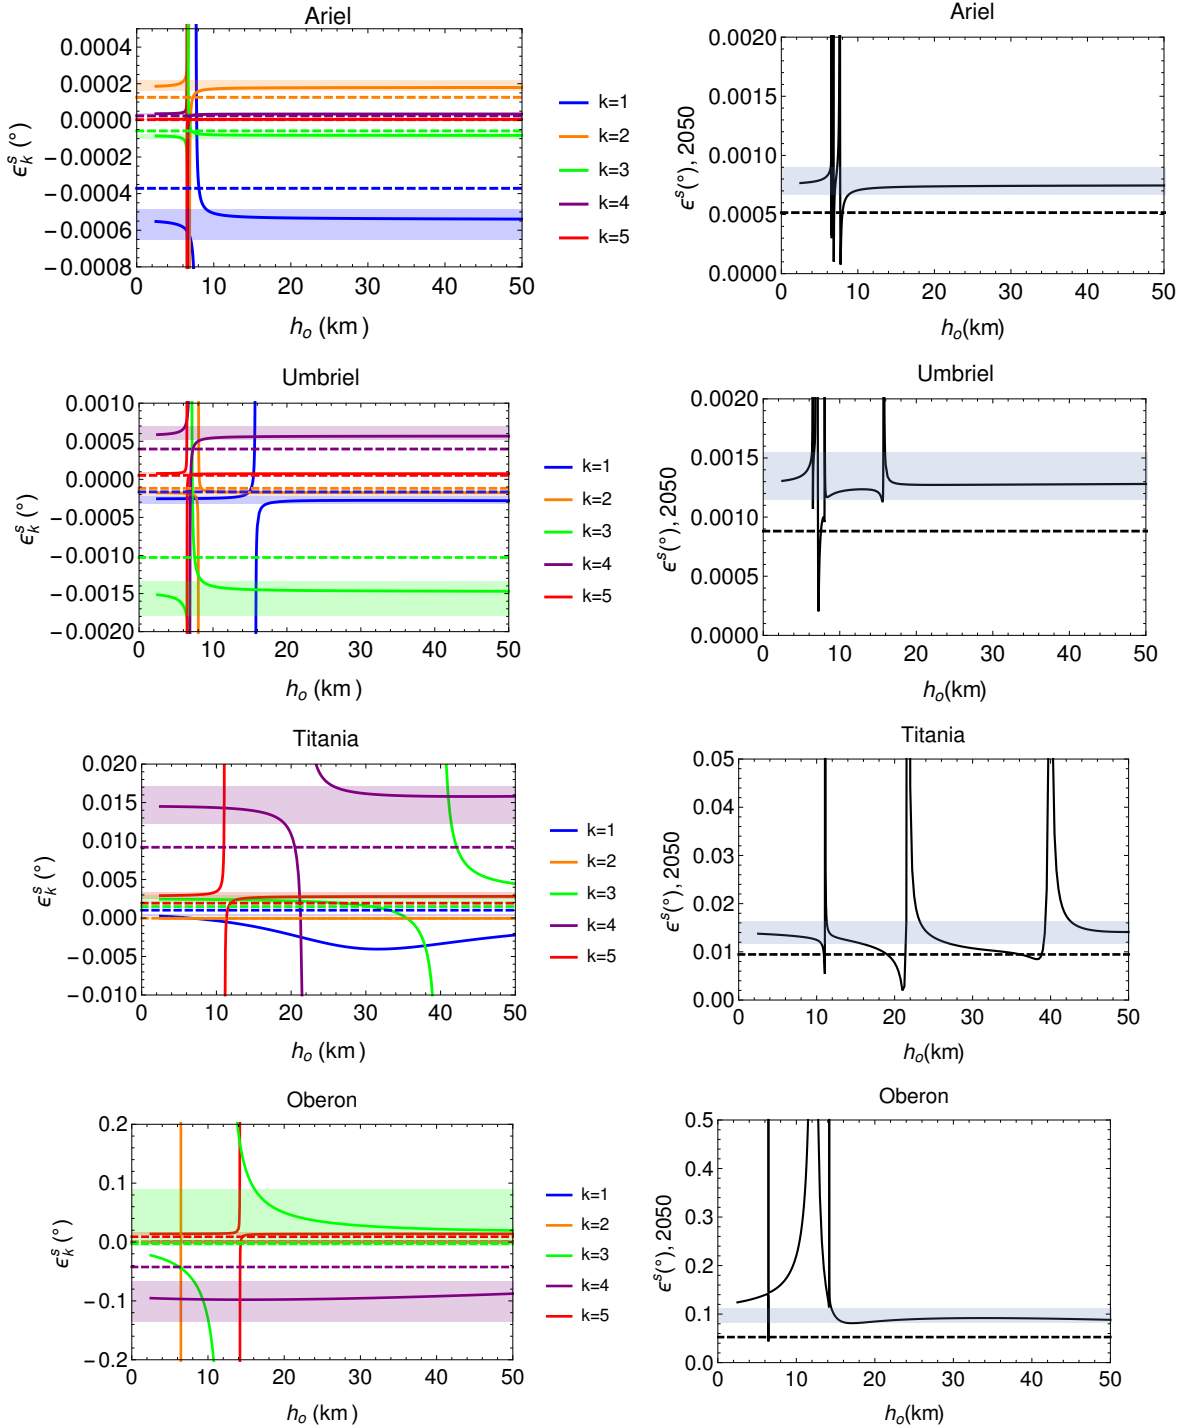 Ariel
0.0004
0.0002
0.0000
−0.0002
−0.0004
−0.0006
−0.0008
0 10 20 30 40 50
h_o (km)
ϵ_k^s (°)
k=1
k=2
k=3
k=4
k=5
Ariel
0.0020
0.0015
0.0010
0.0005
0.0000
0 10 20 30 40 50
h_o(km)
ϵ^s(°), 2050
Umbriel
0.0010
0.0005
0.0000
−0.0005
−0.0010
−0.0015
−0.0020
0 10 20 30 40 50
h_o (km)
ϵ_k^s (°)
k=1
k=2
k=3
k=4
k=5
Umbriel
0.0020
0.0015
0.0010
0.0005
0.0000
0 10 20 30 40 50
h_o(km)
ϵ^s(°), 2050
Titania
0.020
0.015
0.010
0.005
0.000
−0.005
−0.010
0 10 20 30 40 50
h_o (km)
ϵ_k^s (°)
k=1
k=2
k=3
k=4
k=5
Titania
0.05
0.04
0.03
0.02
0.01
0.00
0 10 20 30 40 50
h_o(km)
ϵ^s(°), 2050
Oberon
0.2
0.1
0.0
−0.1
−0.2
0 10 20 30 40 50
h_o (km)
ϵ_k^s (°)
k=1
k=2
k=3
k=4
k=5
Oberon
0.5
0.4
0.3
0.2
0.1
0.0
0 10 20 30 40 50
h_o(km)
ϵ^s(°), 2050